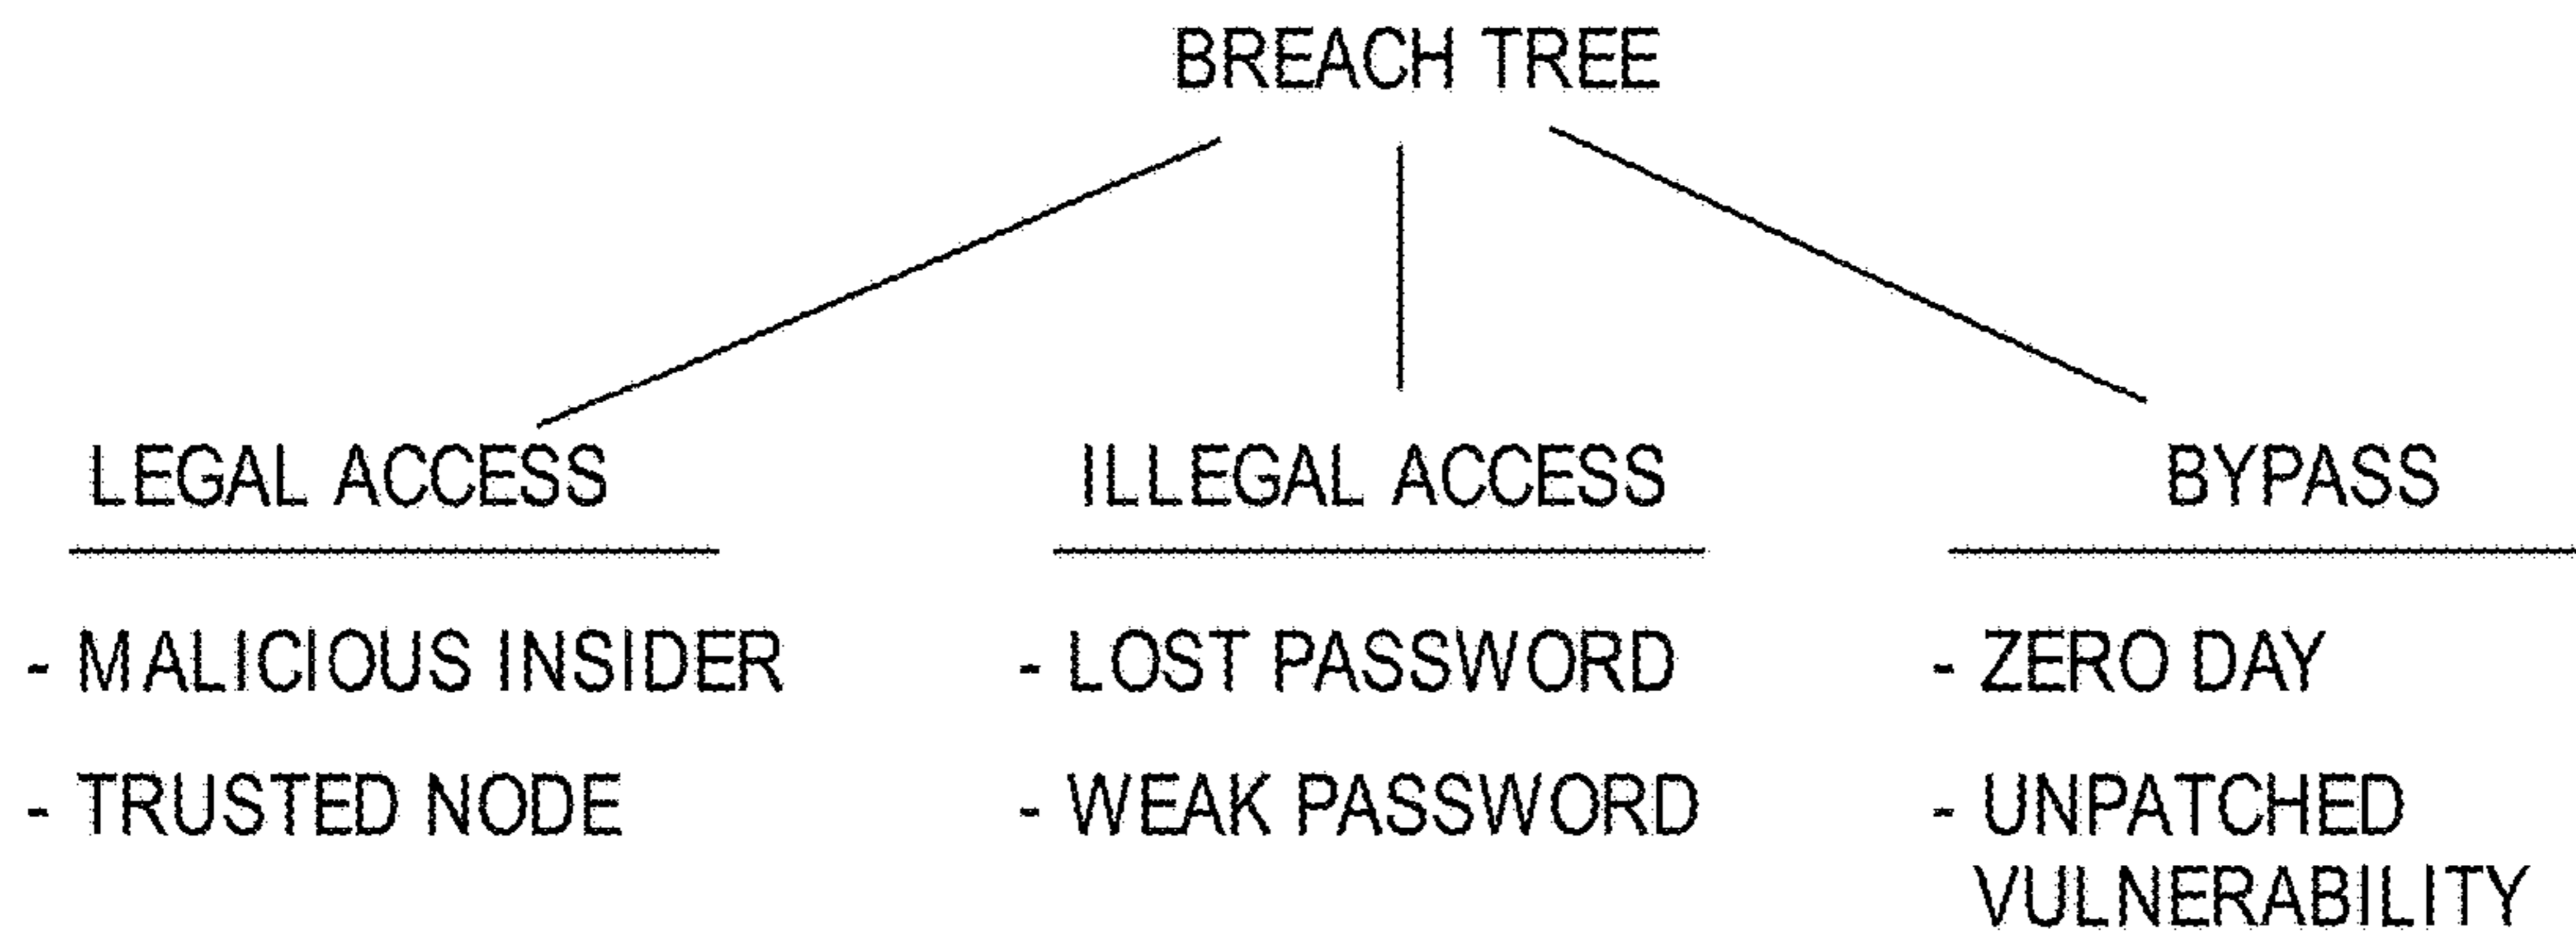 BREACH TREE
LEGAL ACCESS
- MALICIOUS INSIDER
- TRUSTED NODE
ILLEGAL ACCESS
- LOST PASSWORD
- WEAK PASSWORD
BYPASS
- ZERO DAY
- UNPATCHED
VULNERABILITY